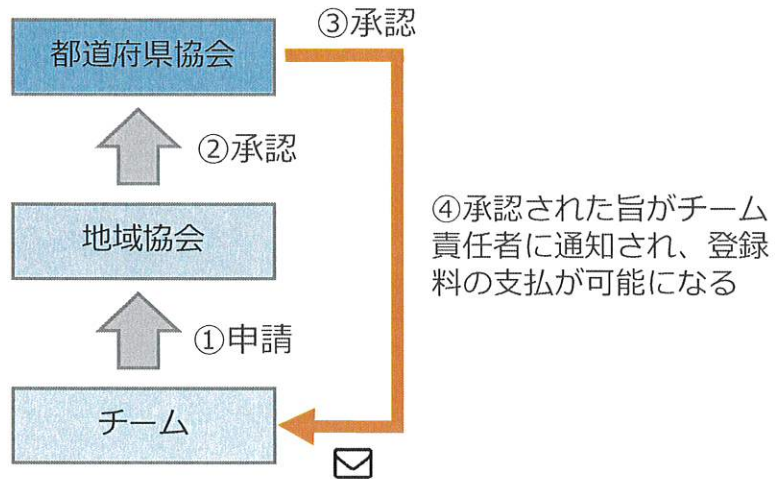 ③承認
都道府県協会
②承認
地域協会
④承認された旨がチーム
責任者に通知され、登録
料の支払が可能になる
①申請
チーム